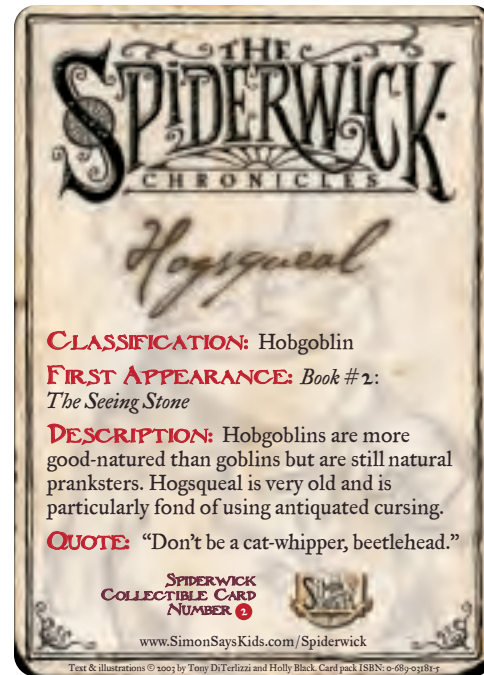 THE
SPIDERWICK
CHRONICLES
Hogsqueal
CLASSIFICATION: Hobgoblin
FIRST APPEARANCE: Book #2:
The Seeing Stone
DESCRIPTION: Hobgoblins are more
good-natured than goblins but are still natural
pranksters. Hogsqueal is very old and is
particularly fond of using antiquated cursing.
QUOTE: “Don’t be a cat-whipper, beetlehead.”
SPIDERWICK
COLLECTIBLE CARD
NUMBER 2
www.SimonSaysKids.com/Spiderwick
Text & illustrations © 2003 by Tony DiTerlizzi and Holly Black. Card pack ISBN: 0-689-03181-5